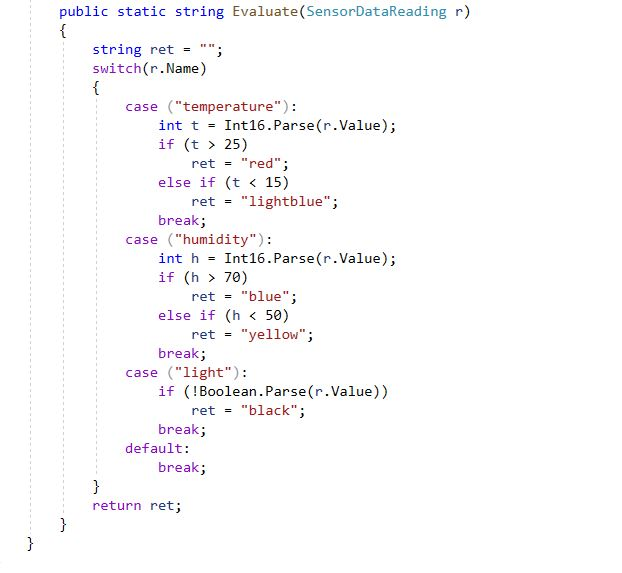 public static string Evaluate(SensorDataReading r)
{
string ret = "";
switch(r.Name)
{
case ("temperature"):
int t = Int16.Parse(r.Value);
if (t > 25)
ret = "red";
else if (t < 15)
ret = "lightblue";
break;
case ("humidity"):
int h = Int16.Parse(r.Value);
if (h > 70)
ret = "blue";
else if (h < 50)
ret = "yellow";
break;
case ("light"):
if (!Boolean.Parse(r.Value))
ret = "black";
break;
default:
break;
}
return ret;
}
}